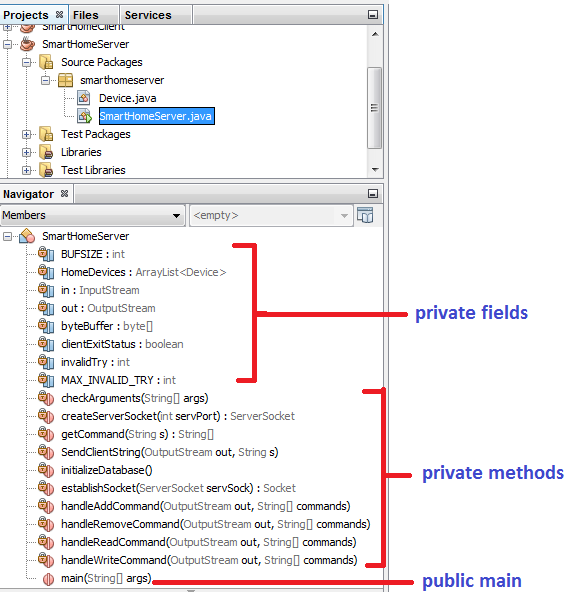 Projects Files Services
SmartHomeClient
SmartHomeServer
Source Packages
smarthomeserver
Device.java
SmartHomeServer.java
Test Packages
Libraries
Test Libraries
Navigator
Members <empty>
SmartHomeServer
BUFSIZE : int
HomeDevices : ArrayList<Device>
in : InputStream
out : OutputStream
byteBuffer : byte[]
clientExitStatus : boolean
invalidTry : int
MAX_INVALID_TRY : int
private fields
checkArguments(String[] args)
createServerSocket(int servPort) : ServerSocket
getCommand(String s) : String[]
SendClientString(OutputStream out, String s)
initializeDatabase()
establishSocket(ServerSocket servSock) : Socket
handleAddCommand(OutputStream out, String[] commands)
handleRemoveCommand(OutputStream out, String[] commands)
handleReadCommand(OutputStream out, String[] commands)
handleWriteCommand(OutputStream out, String[] commands)
private methods
main(String[] args)
public main